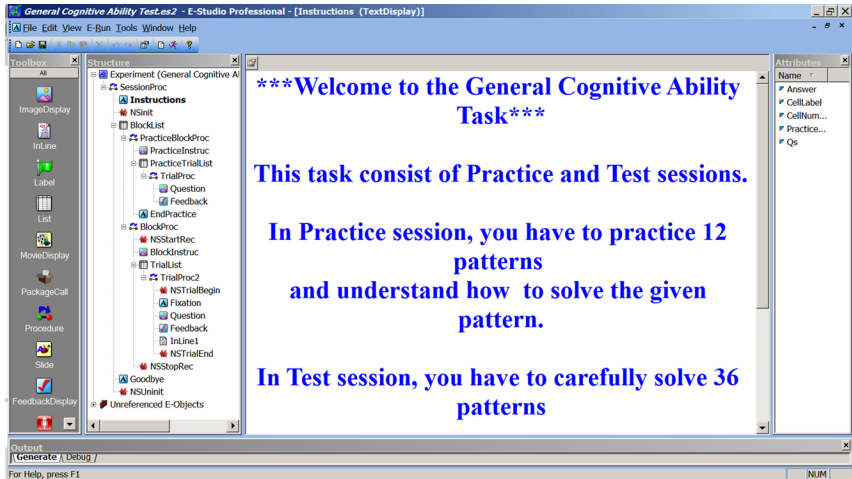 General Cognitive Ability Test.es2 - E-Studio Professional - [Instructions (TextDisplay)]
File Edit View E-Run Tools Window Help
Toolbox
All
ImageDisplay
InLine
Label
List
MovieDisplay
PackageCall
Procedure
Slide
FeedbackDisplay
Structure
Experiment (General Cognitive Al
SessionProc
Instructions
NSinit
BlockList
PracticeBlockProc
PracticeInstruc
PracticeTrialList
TrialProc
Question
Feedback
EndPractice
BlockProc
NSStartRec
BlockInstruc
TrialList
TrialProc2
NSTrialBegin
Fixation
Question
Feedback
InLine1
NSTrialEnd
NSStopRec
Goodbye
NSUninit
Unreferenced E-Objects
***Welcome to the General Cognitive Ability
Task***
This task consist of Practice and Test sessions.
In Practice session, you have to practice 12
patterns
and understand how to solve the given
pattern.
In Test session, you have to carefully solve 36
patterns
Attributes
Name
Answer
CellLabel
CellNum...
Practice...
Qs
Output
Generate / Debug /
For Help, press F1
NUM